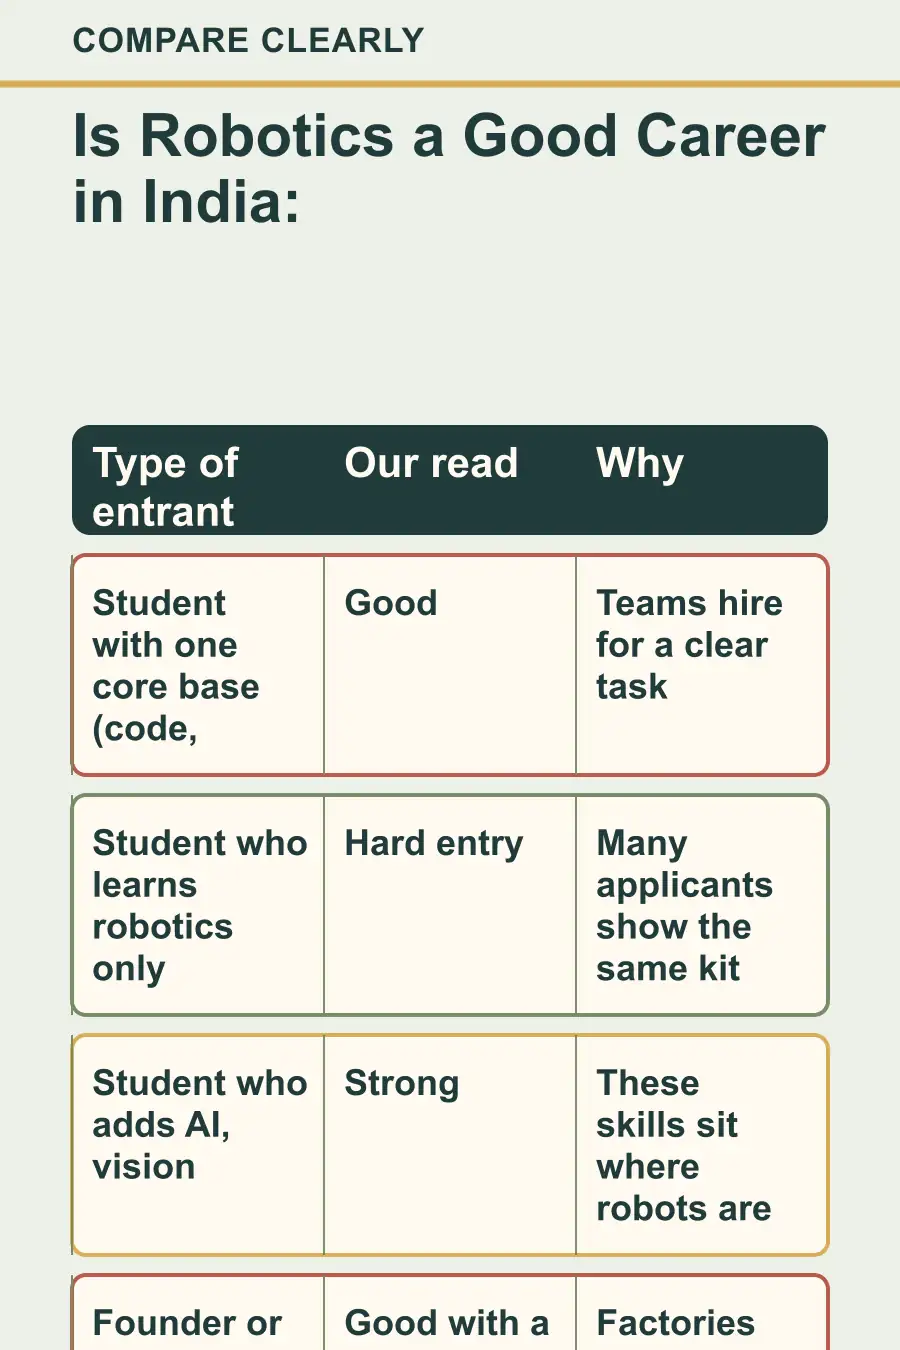 COMPARE CLEARLY
Is Robotics a Good Career
in India:
Type of
entrant
Our read
Why
Student
with one
core base
(code,
Good
Teams hire
for a clear
task
Student who
learns
robotics
only
Hard entry
Many
applicants
show the
same kit
Student who
adds AI,
vision
Strong
These
skills sit
where
robots are
Founder or
Good with a
Factories